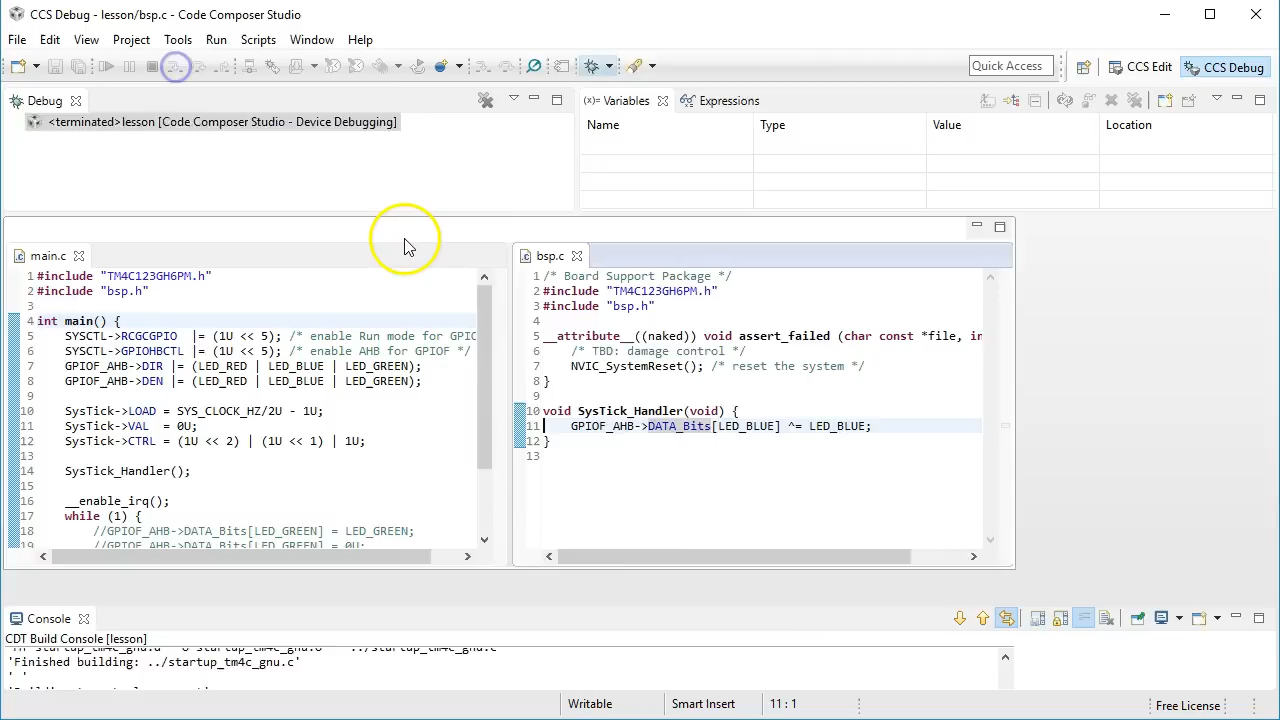 CCS Debug - lesson/bsp.c - Code Composer Studio
File Edit View Project Tools Run Scripts Window Help
Quick Access CCS Edit CCS Debug
Debug
<terminated>lesson [Code Composer Studio - Device Debugging]
(x)= Variables Expressions
Name Type Value Location
main.c
1 #include "TM4C123GH6PM.h"
2 #include "bsp.h"
3
4 int main() {
5 SYSCTL->RCGCGPIO |= (1U << 5); /* enable Run mode for GPIO
6 SYSCTL->GPIOHBCTL |= (1U << 5); /* enable AHB for GPIOF */
7 GPIOF_AHB->DIR |= (LED_RED | LED_BLUE | LED_GREEN);
8 GPIOF_AHB->DEN |= (LED_RED | LED_BLUE | LED_GREEN);
9
10 SysTick->LOAD = SYS_CLOCK_HZ/2U - 1U;
11 SysTick->VAL = 0U;
12 SysTick->CTRL = (1U << 2) | (1U << 1) | 1U;
13
14 SysTick_Handler();
15
16 __enable_irq();
17 while (1) {
18 //GPIOF_AHB->DATA_Bits[LED_GREEN] = LED_GREEN;
19 //GPIOF_AHB->DATA_Bits[LED_GREEN] = 0U;
bsp.c
1 /* Board Support Package */
2 #include "TM4C123GH6PM.h"
3 #include "bsp.h"
4
5 __attribute__((naked)) void assert_failed (char const *file, in
6 /* TBD: damage control */
7 NVIC_SystemReset(); /* reset the system */
8 }
9
10 void SysTick_Handler(void) {
11 GPIOF_AHB->DATA_Bits[LED_BLUE] ^= LED_BLUE;
12 }
13
Console
CDT Build Console [lesson]
'Finished building: ../startup_tm4c_gnu.c'
' '
Writable Smart Insert 11 : 1 Free License